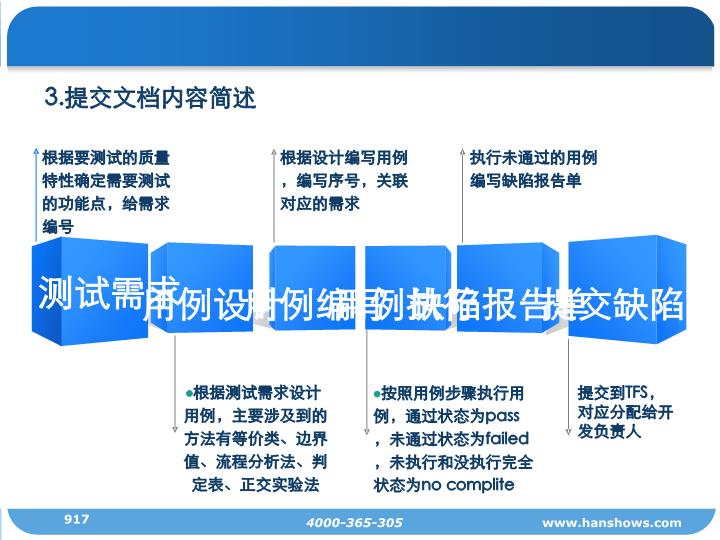 3.提交文档内容简述
根据要测试的质量
特性确定需要测试
的功能点，给需求
编号
根据设计编写用例
，编写序号，关联
对应的需求
执行未通过的用例
编写缺陷报告单
测试需求
用例设计
用例编写
用例执行
缺陷报告单
提交缺陷
●根据测试需求设计
用例，主要涉及到的
方法有等价类、边界
值、流程分析法、判
定表、正交实验法
●按照用例步骤执行用
例，通过状态为pass
，未通过状态为failed
，未执行和没执行完全
状态为no complite
提交到TFS，
对应分配给开
发负责人
917
4000-365-305
www.hanshows.com